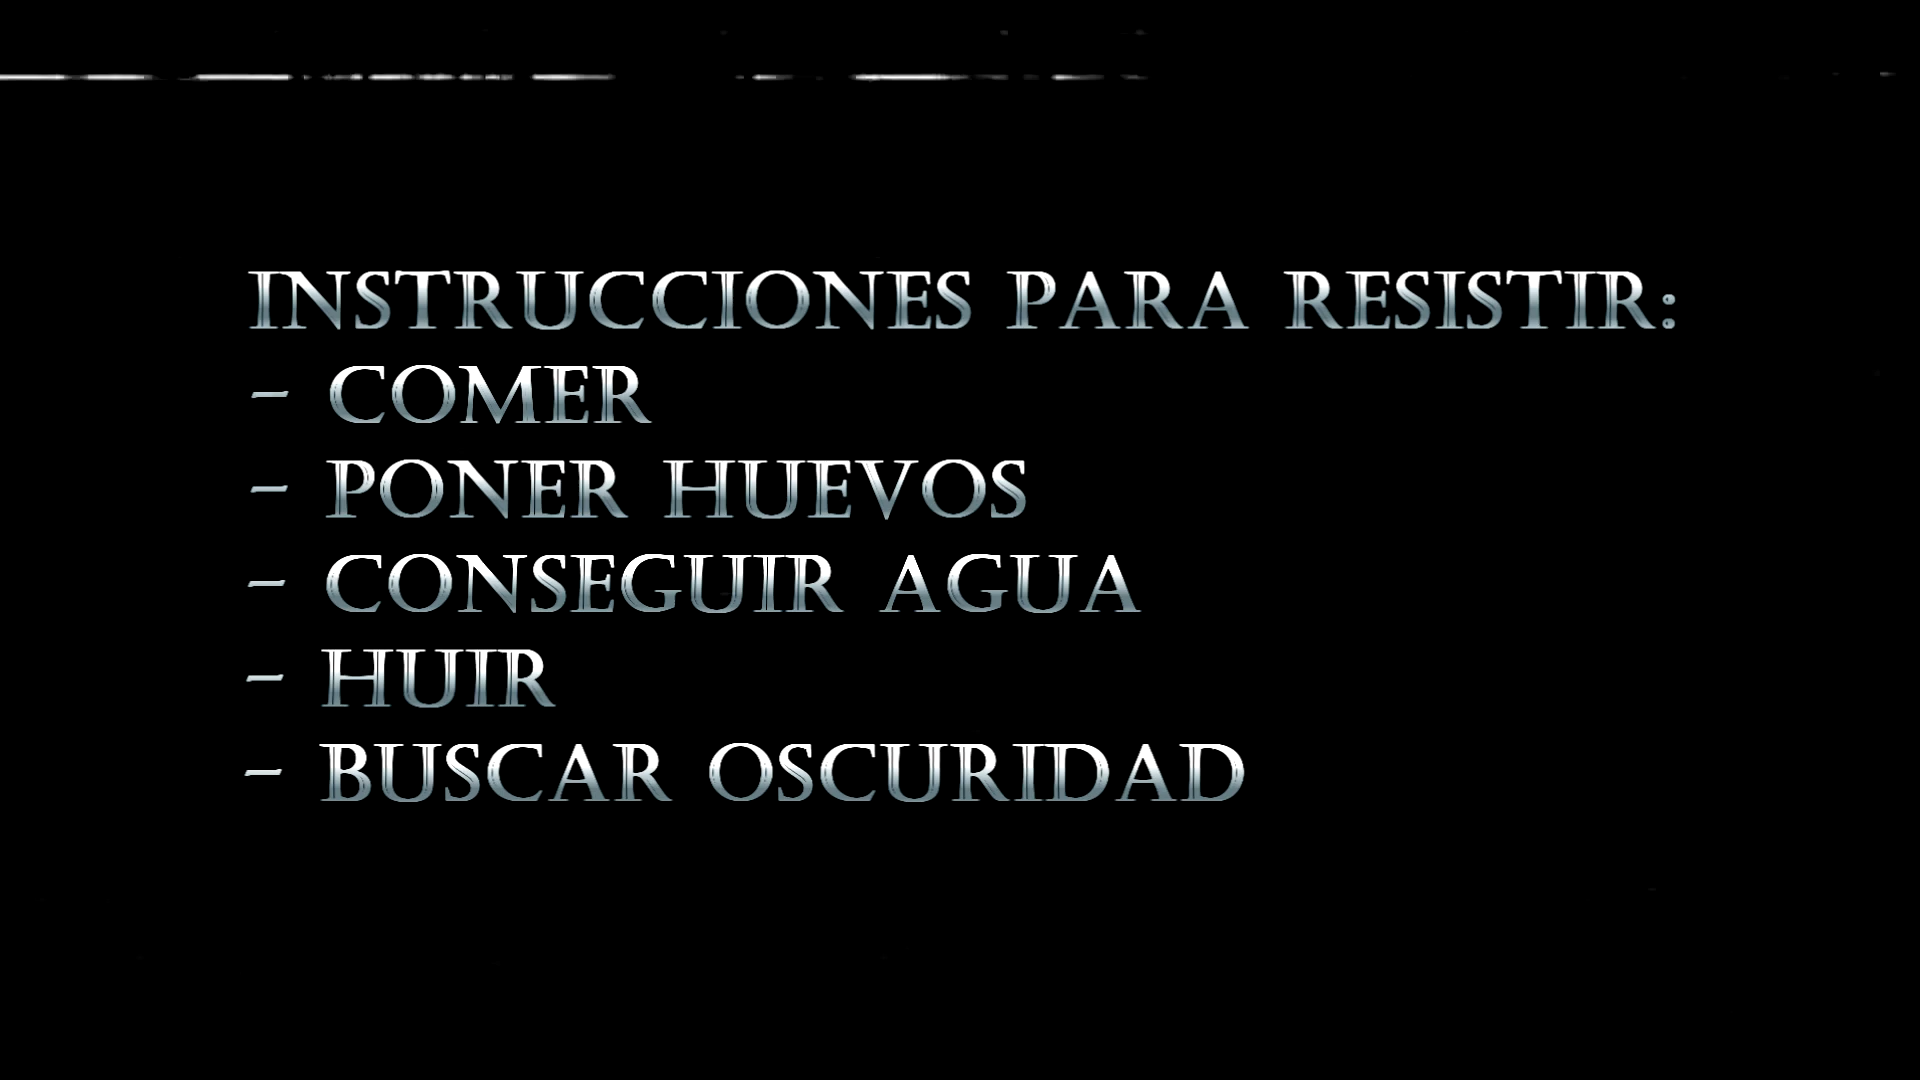 INSTRUCCIONES PARA RESISTIR:
- COMER
- PONER HUEVOS
- CONSEGUIR AGUA
- HUIR
- BUSCAR OSCURIDAD